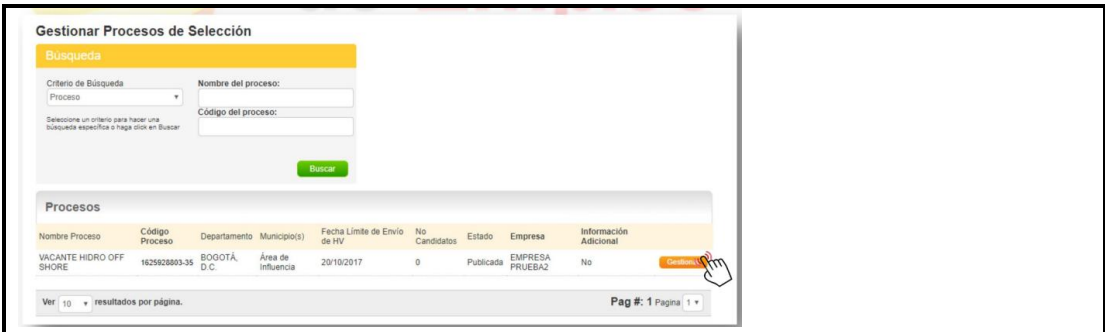 Gestionar Procesos de Selección
Búsqueda
Criterio de Búsqueda
Proceso
Seleccione un criterio para hacer una
búsqueda específica o haga click en Buscar
Nombre del proceso:
Código del proceso:
Buscar
Procesos
Nombre Proceso Código Proceso Departamento Municipio(s) Fecha Límite de Envío de HV No Candidatos Estado Empresa Información Adicional
VACANTE HIDRO OFF SHORE 1625928803-35 BOGOTÁ, D.C. Área de Influencia 20/10/2017 0 Publicada EMPRESA PRUEBA2 No Gestionar
Ver 10 resultados por página. Pag #: 1 Pagina 1